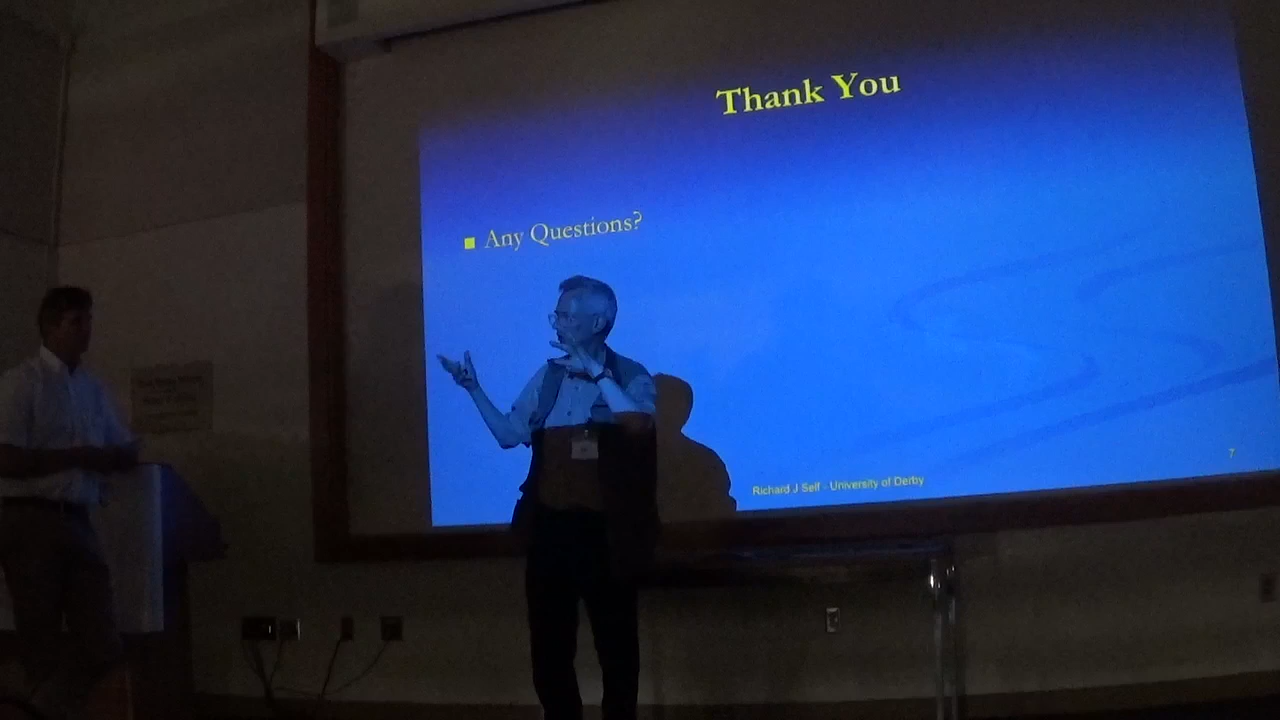 Thank You
■ Any Questions?
Richard J Self - University of Derby
7